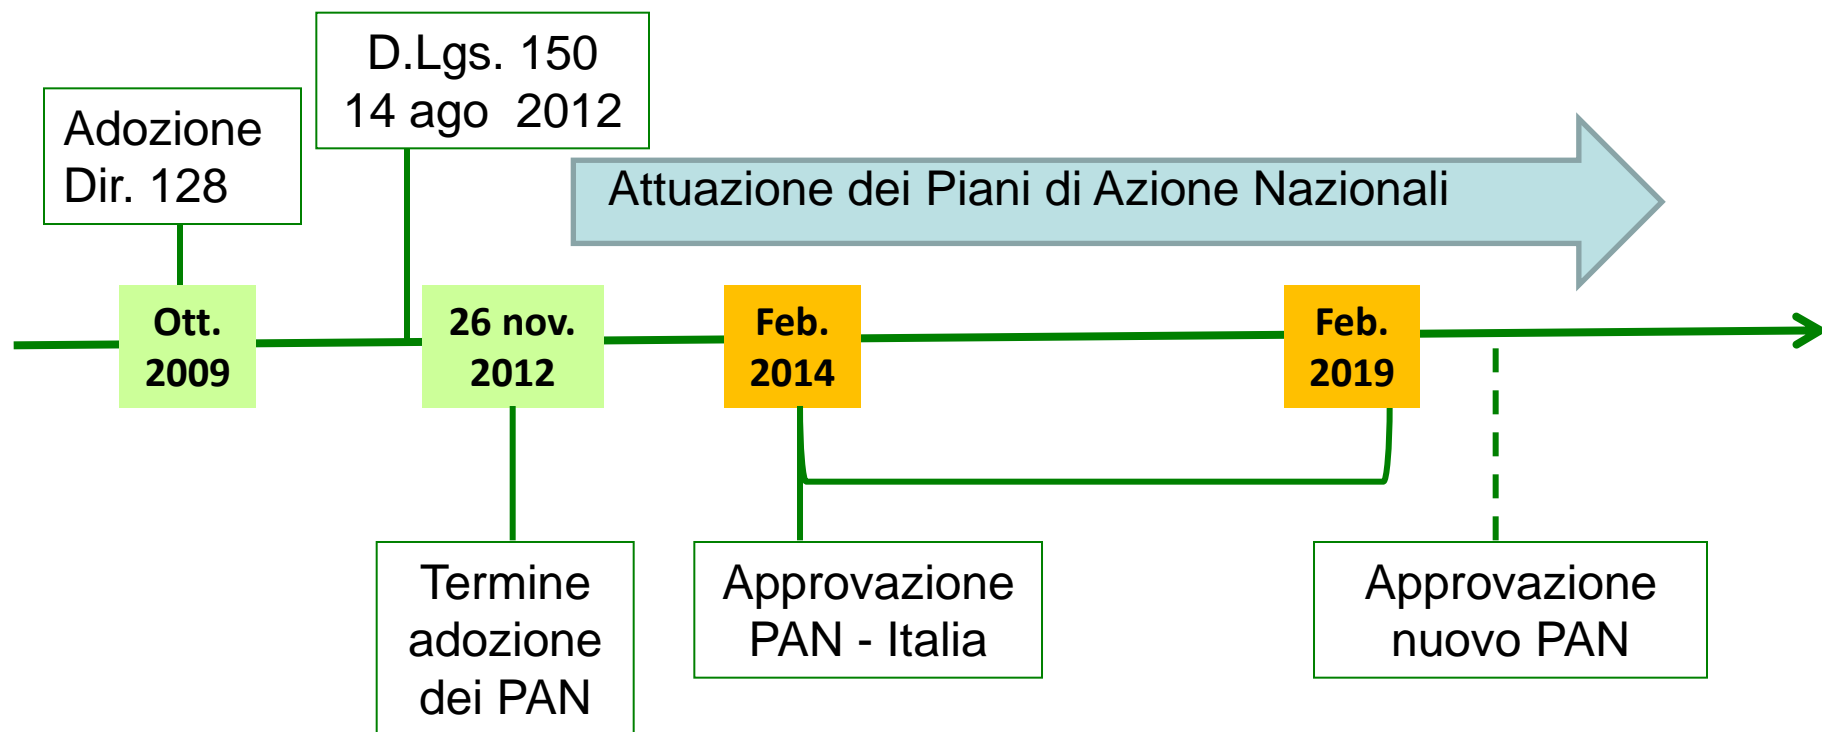 D.Lgs. 150
14 ago 2012
Adozione
Dir. 128
Attuazione dei Piani di Azione Nazionali
Ott.
2009
26 nov.
2012
Feb.
2014
Feb.
2019
Termine
adozione
dei PAN
Approvazione
PAN - Italia
Approvazione
nuovo PAN